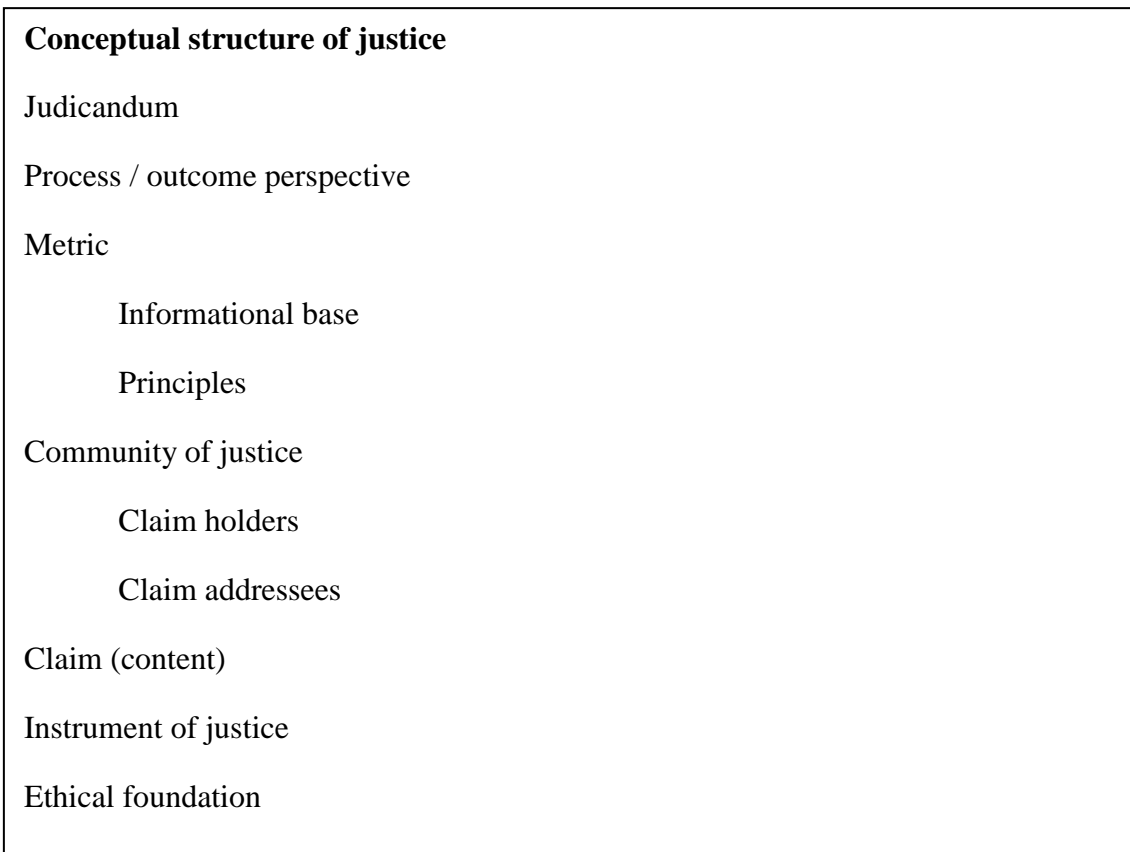 Conceptual structure of justice
Judicandum
Process / outcome perspective
Metric
Informational base
Principles
Community of justice
Claim holders
Claim addressees
Claim (content)
Instrument of justice
Ethical foundation